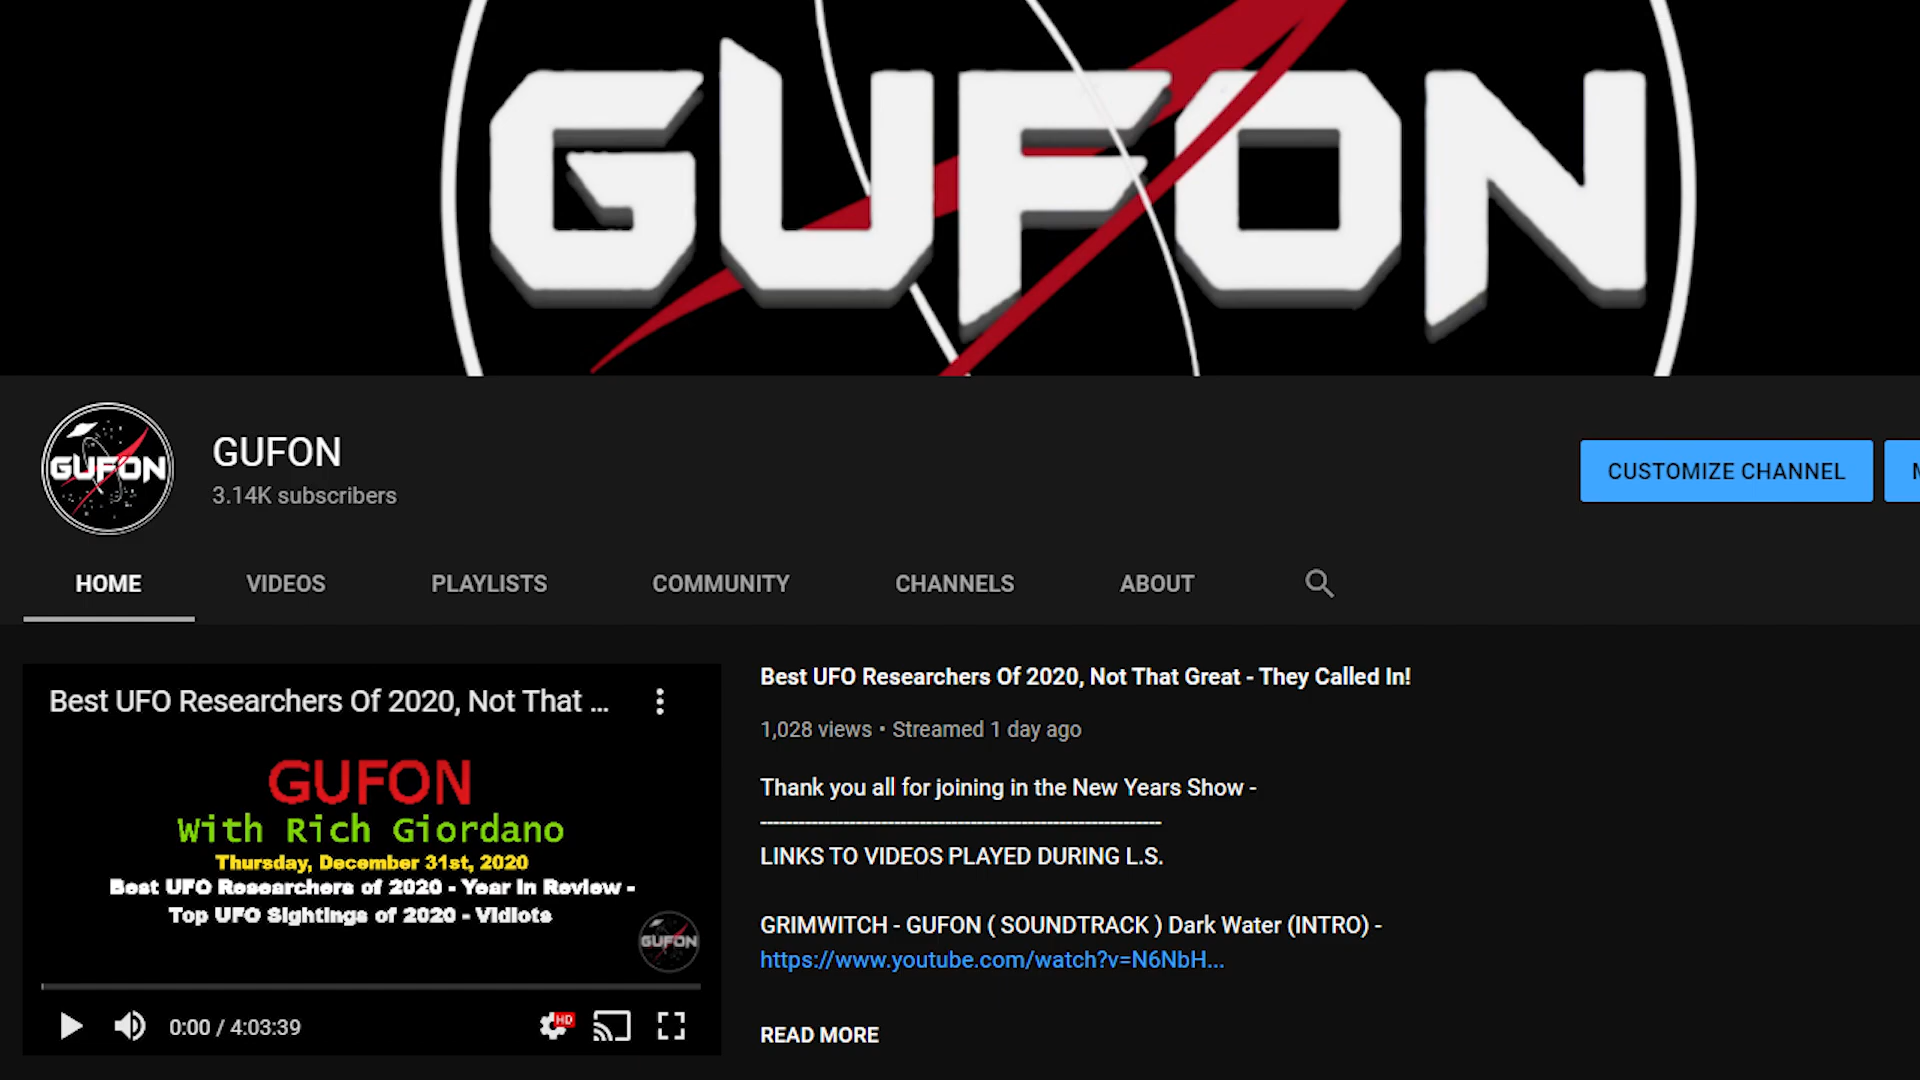 GUFON
GUFON
GUFON
3.14K subscribers
CUSTOMIZE CHANNEL
HOME
VIDEOS
PLAYLISTS
COMMUNITY
CHANNELS
ABOUT
Best UFO Researchers Of 2020, Not That ...
GUFON
With Rich Giordano
Thursday, December 31st, 2020
Best UFO Researchers of 2020 - Year in Review -
Top UFO Sightings of 2020 - Vidiots
GUFON
0:00 / 4:03:39
HD
Best UFO Researchers Of 2020, Not That Great - They Called In!
1,028 views • Streamed 1 day ago
Thank you all for joining in the New Years Show -
-------------------------------------------------------------
LINKS TO VIDEOS PLAYED DURING L.S.
GRIMWITCH - GUFON ( SOUNDTRACK ) Dark Water (INTRO) -
https://www.youtube.com/watch?v=N6NbH...
READ MORE